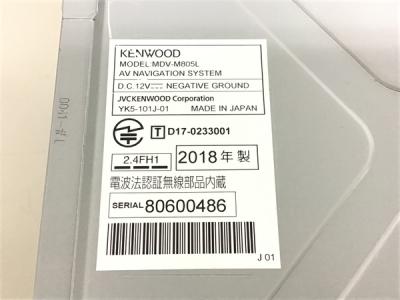 KENWOOD
MODEL MDV-M805L
AV NAVIGATION SYSTEM
D.C.12V NEGATIVE GROUND
JVCKENWOOD Corporation
YK5-101J-01 MADE IN JAPAN
T D17-0233001
2.4FH1 2018年製
電波法認証無線部品内蔵
SERIAL 80600486
J 01